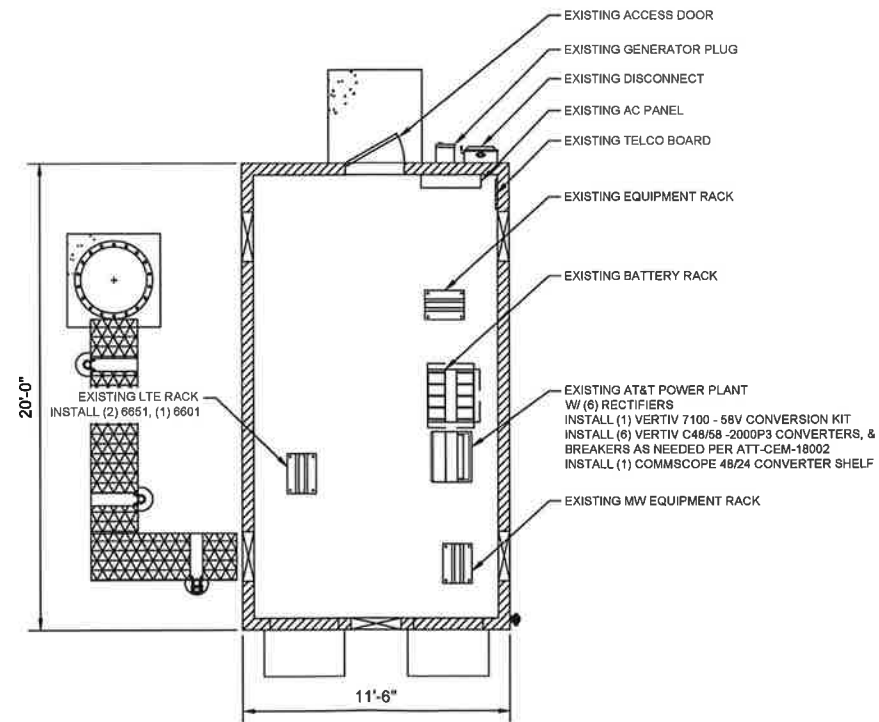 EXISTING ACCESS DOOR
EXISTING GENERATOR PLUG
EXISTING DISCONNECT
EXISTING AC PANEL
EXISTING TELCO BOARD
EXISTING EQUIPMENT RACK
EXISTING BATTERY RACK
EXISTING AT&T POWER PLANT
W/ (6) RECTIFIERS
INSTALL (1) VERTIV 7100 - 58V CONVERSION KIT
INSTALL (6) VERTIV C48/58 -2000P3 CONVERTERS, &
BREAKERS AS NEEDED PER ATT-CEM-18002
INSTALL (1) COMMSCOPE 48/24 CONVERTER SHELF
EXISTING MW EQUIPMENT RACK
EXISTING LTE RACK
INSTALL (2) 6651, (1) 6601
20'-0"
11'-6"